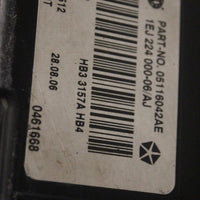 PART-NO. 05116042AE
1EJ 224 000-06/AJ
HB3 3157A HB4
28.08.06
0461668